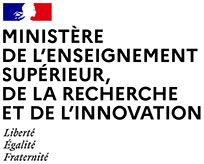 MINISTÈRE
DE L'ENSEIGNEMENT
SUPÉRIEUR,
DE LA RECHERCHE
ET DE L'INNOVATION
Liberté
Égalité
Fraternité